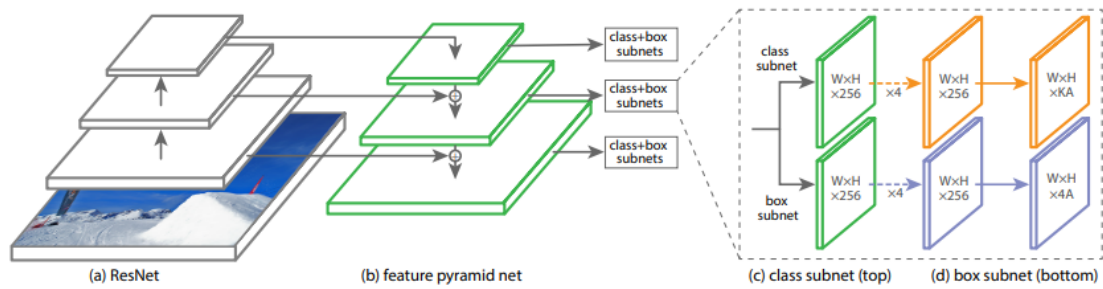 class+box
subnets
class+box
subnets
class+box
subnets
class
subnet
W×H
×256
×4
W×H
×256
W×H
×KA
box
subnet
W×H
×256
×4
W×H
×256
W×H
×4A
(a) ResNet
(b) feature pyramid net
(c) class subnet (top)
(d) box subnet (bottom)